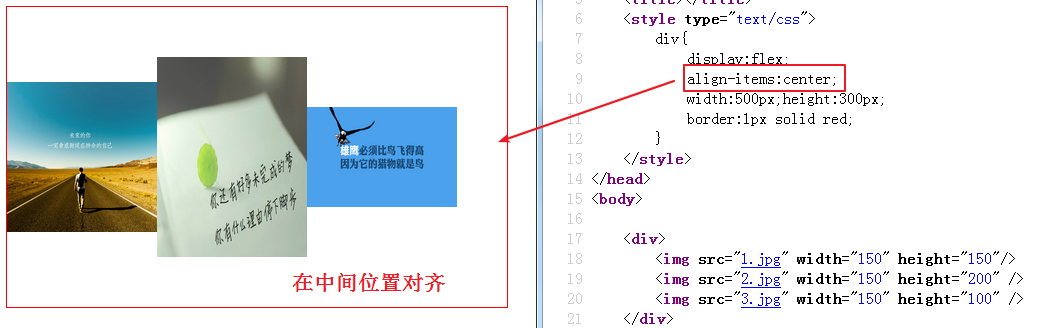 未来的你
一定会感谢现在拼命的自己
你还有好多未完成的梦
你有什么理由停下脚步
雄鹰必须比鸟飞得高
因为它的猎物就是鸟
在中间位置对齐
6 <style type="text/css">
7 div{
8 display:flex;
9 align-items:center;
10 width:500px;height:300px;
11 border:1px solid red;
12 }
13 </style>
14 </head>
15 <body>
16
17 <div>
18 <img src="1.jpg" width="150" height="150"/>
19 <img src="2.jpg" width="150" height="200" />
20 <img src="3.jpg" width="150" height="100" />
21 </div>